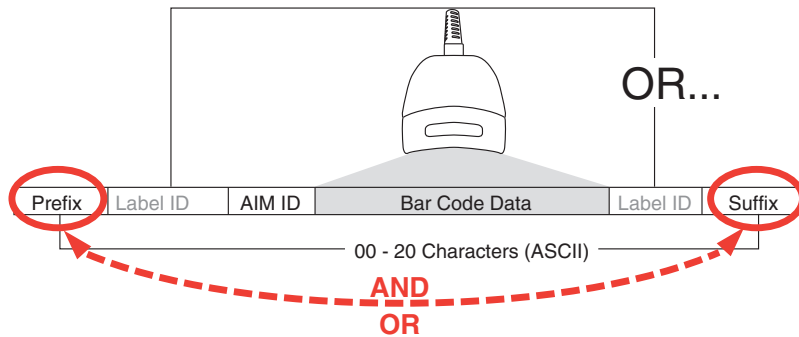 OR...
Prefix Label ID AIM ID Bar Code Data Label ID Suffix
00 - 20 Characters (ASCII)
AND
OR